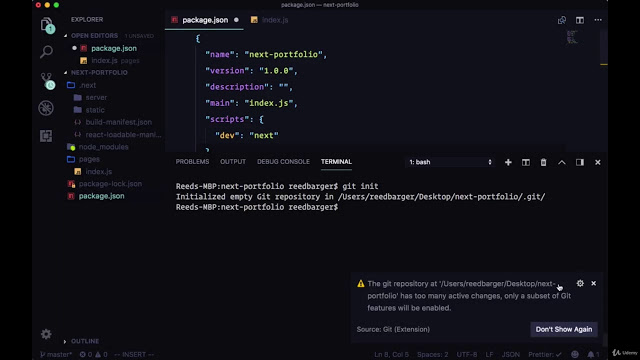 package.json — next-portfolio
EXPLORER
OPEN EDITORS 1 UNSAVED
package.json
index.js pages
NEXT-PORTFOLIO
.next
server
static
build-manifest.json
react-loadable-mani...
node_modules
pages
index.js
package-lock.json
package.json
OUTLINE
package.json
index.js
{
"name": "next-portfolio",
"version": "1.0.0",
"description": "",
"main": "index.js",
"scripts": {
"dev": "next"
}
PROBLEMS OUTPUT DEBUG CONSOLE TERMINAL 1: bash
Reeds-MBP:next-portfolio reedbarger$ git init
Initialized empty Git repository in /Users/reedbarger/Desktop/next-portfolio/.git/
Reeds-MBP:next-portfolio reedbarger$
The git repository at '/Users/reedbarger/Desktop/next-
portfolio' has too many active changes, only a subset of Git
features will be enabled.
Source: Git (Extension)
Don't Show Again
master* -- INSERT -- Ln 8, Col 5 Spaces: 2 UTF-8 LF JSON Prettier: ✓
Udemy